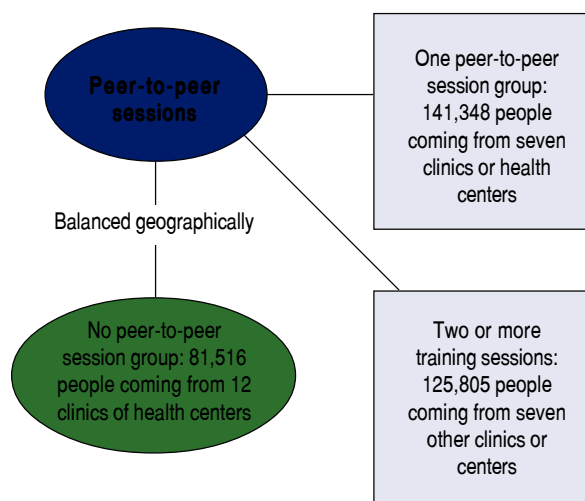 Peer-to-peer
sessions
One peer-to-peer
session group:
141,348 people
coming from seven
clinics or health
centers
Balanced geographically
No peer-to-peer
session group: 81,516
people coming from 12
clinics of health centers
Two or more
training sessions:
125,805 people
coming from seven
other clinics or
centers